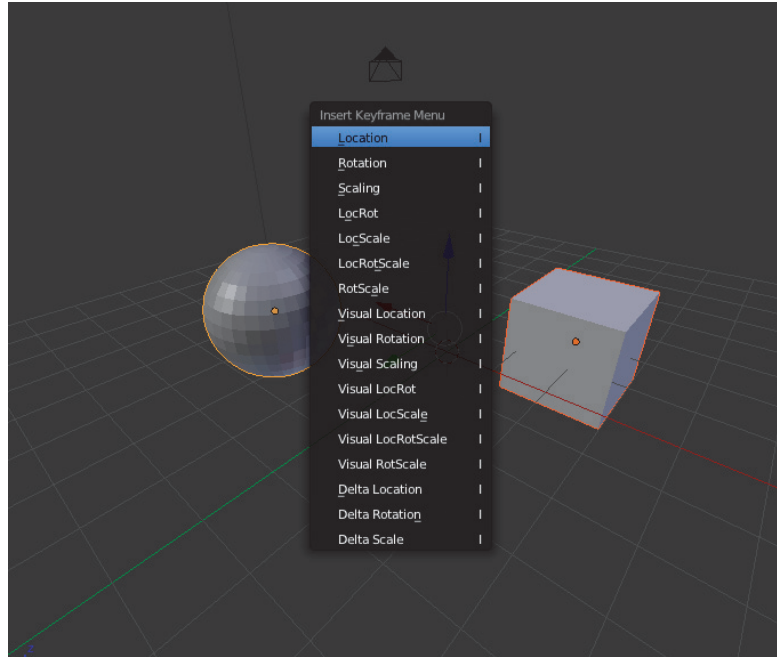 Insert Keyframe Menu
Location I
Rotation I
Scaling I
LocRot I
LocScale I
LocRotScale I
RotScale I
Visual Location I
Visual Rotation I
Visual Scaling I
Visual LocRot I
Visual LocScale I
Visual LocRotScale I
Visual RotScale I
Delta Location I
Delta Rotation I
Delta Scale I
z